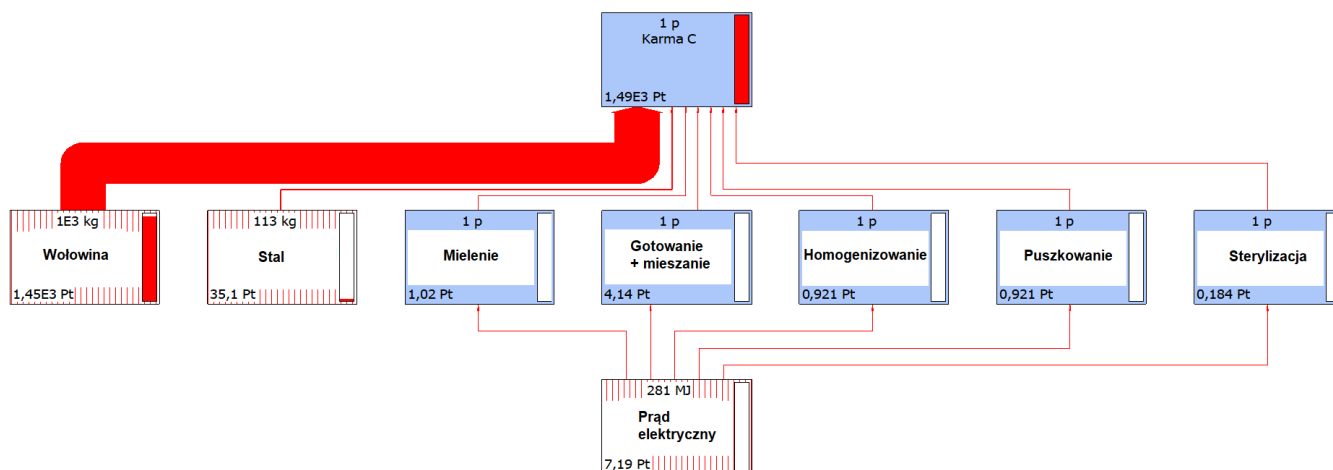 1 p
Karma C
1,49E3 Pt
1E3 kg
Wołowina
1,45E3 Pt
113 kg
Stal
35,1 Pt
1 p
Mielenie
1,02 Pt
1 p
Gotowanie
+ mieszanie
4,14 Pt
1 p
Homogenizowanie
0,921 Pt
1 p
Puszkowanie
0,921 Pt
1 p
Sterylizacja
0,184 Pt
281 MJ
Prąd
elektryczny
7,19 Pt